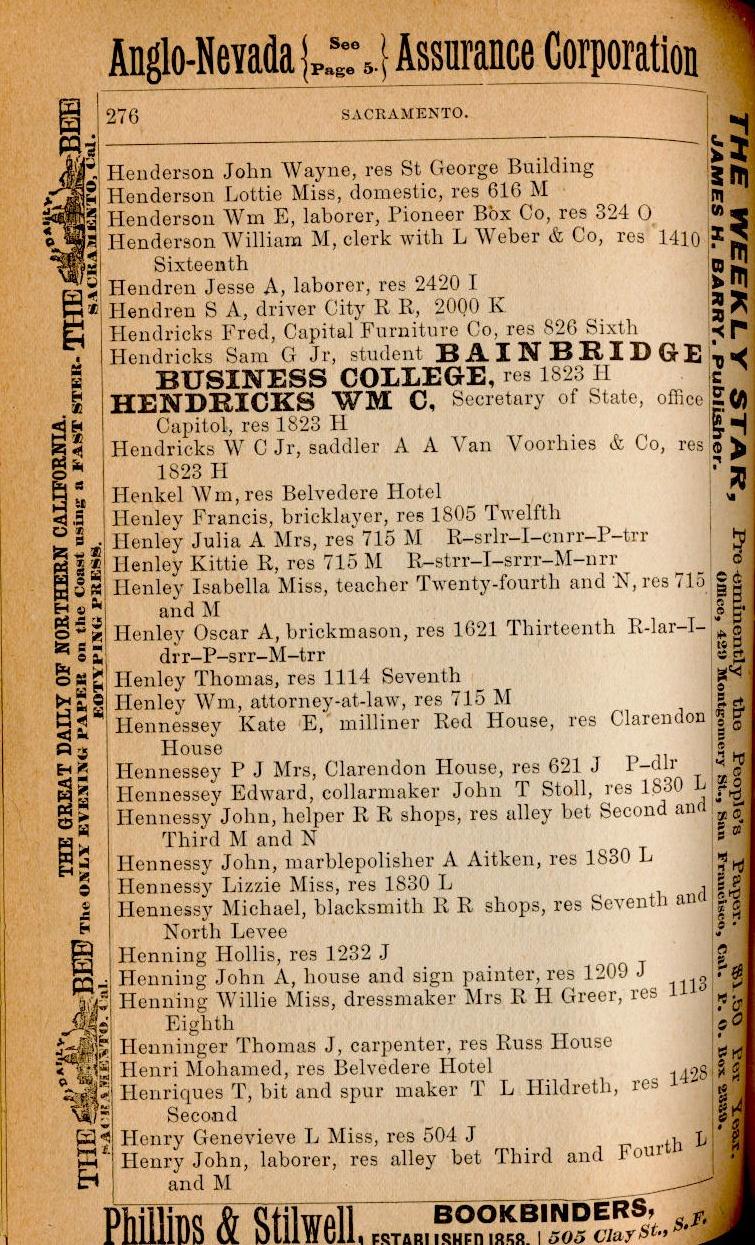 Anglo-Nevada { See Page 5. } Assurance Corporation
276 SACRAMENTO.
Henderson John Wayne, res St George Building
Henderson Lottie Miss, domestic, res 616 M
Henderson Wm E, laborer, Pioneer Box Co, res 324 O
Henderson William M, clerk with L Weber & Co, res 1410
Sixteenth
Hendren Jesse A, laborer, res 2420 I
Hendren S A, driver City R R, 2000 K
Hendricks Fred, Capital Furniture Co, res 826 Sixth
Hendricks Sam G Jr, student BAINBRIDGE
BUSINESS COLLEGE, res 1823 H
HENDRICKS WM C, Secretary of State, office
Capitol, res 1823 H
Hendricks W C Jr, saddler A A Van Voorhies & Co, res
1823 H
Henkel Wm, res Belvedere Hotel
Henley Francis, bricklayer, res 1805 Twelfth
Henley Julia A Mrs, res 715 M R-srlr-I-cnrr-P-trr
Henley Kittie R, res 715 M R-strr-I-srrr-M-nrr
Henley Isabella Miss, teacher Twenty-fourth and N, res 715
and M
Henley Oscar A, brickmason, res 1621 Thirteenth R-lar-I-
drr-P-srr-M-trr
Henley Thomas, res 1114 Seventh
Henley Wm, attorney-at-law, res 715 M
Hennessey Kate E, milliner Red House, res Clarendon
House
Hennessey P J Mrs, Clarendon House, res 621 J P-dlr
Hennessey Edward, collarmaker John T Stoll, res 1830 L
Hennessy John, helper R R shops, res alley bet Second and
Third M and N
Hennessy John, marblepolisher A Aitken, res 1830 L
Hennessy Lizzie Miss, res 1830 L
Hennessy Michael, blacksmith R R shops, res Seventh and
North Levee
Henning Hollis, res 1232 J
Henning John A, house and sign painter, res 1209 J
Henning Willie Miss, dressmaker Mrs R H Greer, res 1113
Eighth
Henninger Thomas J, carpenter, res Russ House
Henri Mohamed, res Belvedere Hotel
Henriques T, bit and spur maker T L Hildreth, res 1428
Second
Henry Genevieve L Miss, res 504 J
Henry John, laborer, res alley bet Third and Fourth L
and M
Phillips & Stilwell, BOOKBINDERS,
ESTABLISHED 1858. | 505 Clay St., S.F.
THE DAILY BEE SACRAMENTO, Cal.
THE GREAT DAILY OF NORTHERN CALIFORNIA.
The ONLY EVENING PAPER on the Coast using a FAST STER-
EOTYPING PRESS.
THE DAILY BEE SACRAMENTO, Cal.
THE WEEKLY STAR, Pre-eminently the People's Paper. $1.50 Per Year.
JAMES H. BARRY, Publisher. Office, 429 Montgomery St., San Francisco, Cal. P. O. Box 2339.